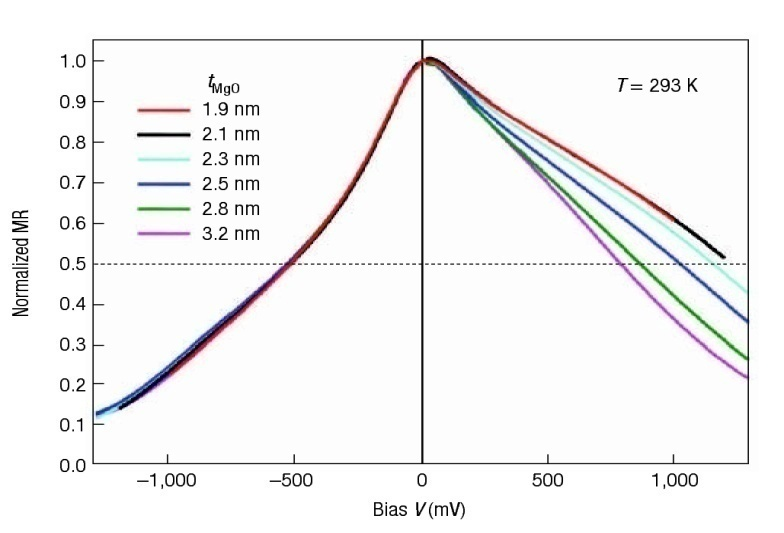 1.0
0.9
0.8
0.7
0.6
0.5
0.4
0.3
0.2
0.1
0.0
Normalized MR
tMgO
1.9 nm
2.1 nm
2.3 nm
2.5 nm
2.8 nm
3.2 nm
T = 293 K
–1,000
–500
0
500
1,000
Bias V (mV)